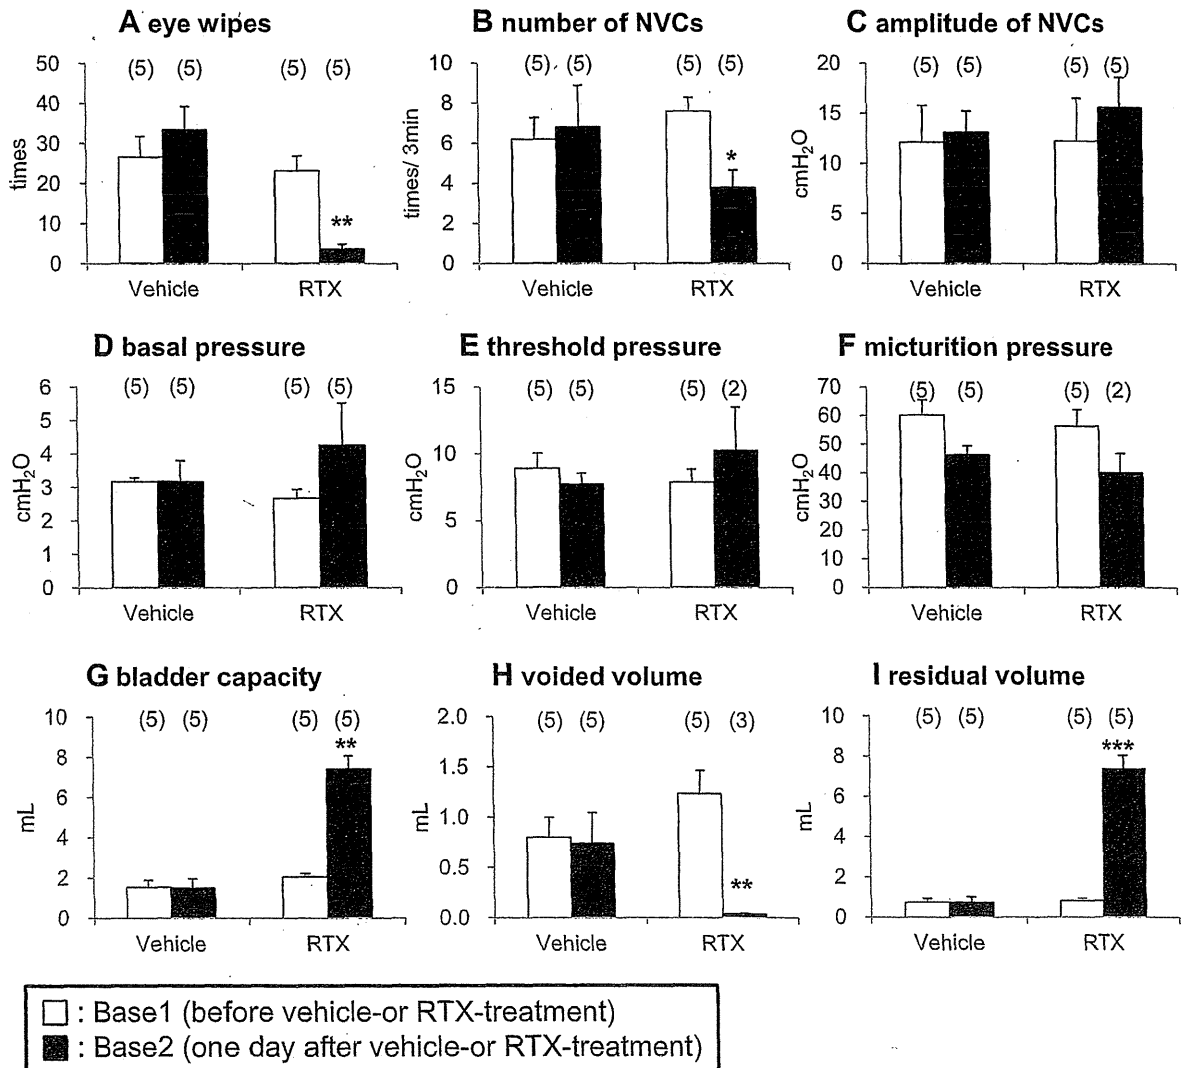 A eye wipes
B number of NVCs
C amplitude of NVCs
50
40
30
20
10
0
times
(5) (5)
(5) (5)
**
Vehicle
RTX
10
8
6
4
2
0
times/ 3min
(5) (5)
(5) (5)
*
Vehicle
RTX
20
15
10
5
0
cmH2O
(5) (5)
(5) (5)
Vehicle
RTX
D basal pressure
E threshold pressure
F micturition pressure
6
5
4
3
2
1
0
cmH2O
(5) (5)
(5) (5)
Vehicle
RTX
15
10
5
0
cmH2O
(5) (5)
(5) (2)
Vehicle
RTX
70
60
50
40
30
20
10
0
cmH2O
(5) (5)
(5) (2)
Vehicle
RTX
G bladder capacity
H voided volume
I residual volume
10
8
6
4
2
0
mL
(5) (5)
(5) (5)
**
Vehicle
RTX
2.0
1.5
1.0
0.5
0.0
mL
(5) (5)
(5) (3)
**
Vehicle
RTX
10
8
6
4
2
0
mL
(5) (5)
(5) (5)
***
Vehicle
RTX
: Base1 (before vehicle-or RTX-treatment)
: Base2 (one day after vehicle-or RTX-treatment)